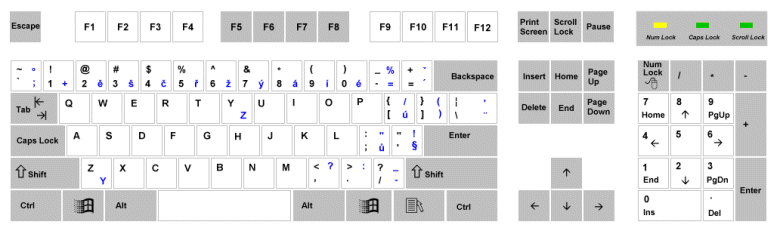 Escape F1 F2 F3 F4 F5 F6 F7 F8 F9 F10 F11 F12 Print Screen Scroll Lock Pause Num Lock Caps Lock Scroll Lock
~ ° ` ; ! 1 + @ 2 ě # 3 š $ 4 č % 5 ř ^ 6 ž & 7 ý * 8 á ( 9 í ) 0 é _ % - = + ˇ = ´ Backspace Insert Home Page Up Num Lock / * -
Tab Q W E R T Y Z U I O P { / [ ú } ( ] ) | ' \ ¨ Delete End Page Down 7 Home 8 ↑ 9 PgUp +
Caps Lock A S D F G H J K L : " ; ů " ! ' § Enter 4 ← 5 6 →
⇧ Shift Z Y X C V B N M < ? , > : . ? _ / - ⇧ Shift ↑ 1 End 2 ↓ 3 PgDn Enter
Ctrl Alt Alt Ctrl ← ↓ → 0 Ins . Del